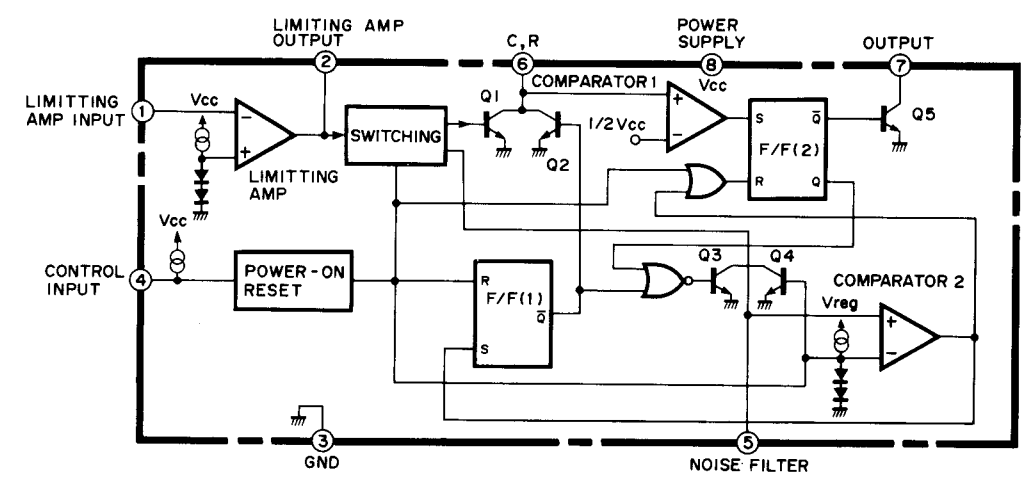 LIMITING AMP
OUTPUT
2
C,R
6
POWER
SUPPLY
8
Vcc
OUTPUT
7
LIMITTING
AMP INPUT
1
Vcc
−
+
LIMITTING
AMP
SWITCHING
Q1
Q2
COMPARATOR 1
1/2Vcc
+
−
S
Q̅
F/F(2)
R
Q
Q5
Vcc
CONTROL
INPUT
4
POWER-ON
RESET
R
F/F(1)
Q̅
S
Q3
Q4
COMPARATOR 2
Vreg
+
−
3
GND
5
NOISE FILTER